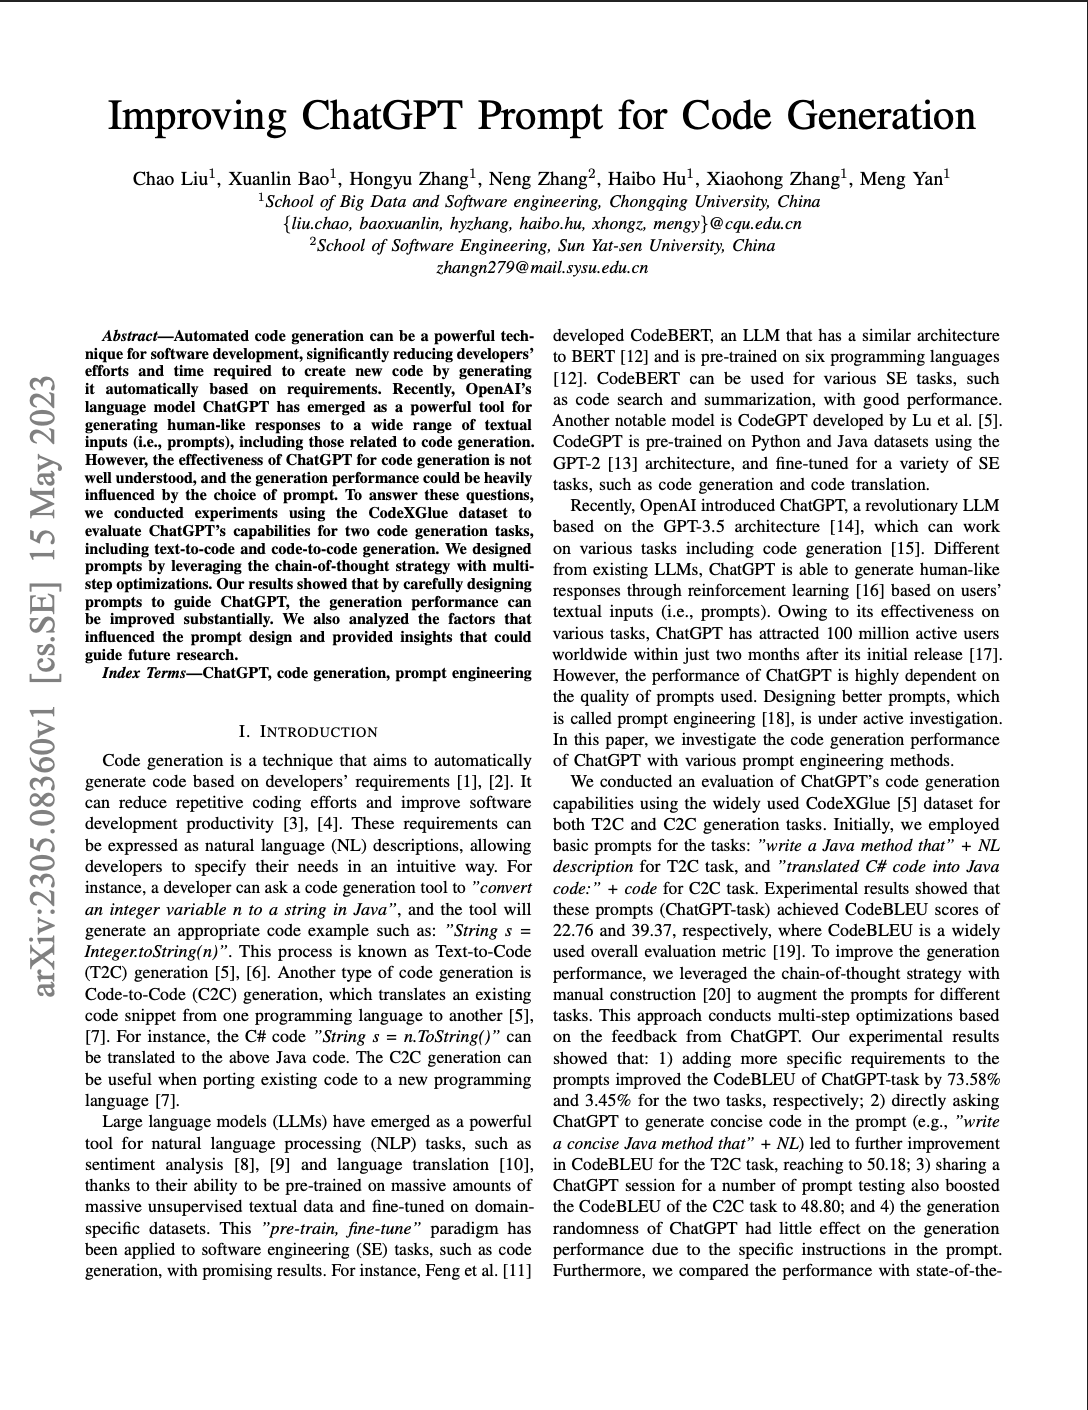 Improving ChatGPT Prompt for Code Generation
Chao Liu1, Xuanlin Bao1, Hongyu Zhang1, Neng Zhang2, Haibo Hu1, Xiaohong Zhang1, Meng Yan1
1School of Big Data and Software engineering, Chongqing University, China
{liu.chao, baoxuanlin, hyzhang, haibo.hu, xhongz, mengy}@cqu.edu.cn
2School of Software Engineering, Sun Yat-sen University, China
zhangn279@mail.sysu.edu.cn
arXiv:2305.08360v1 [cs.SE] 15 May 2023
Abstract—Automated code generation can be a powerful tech-
nique for software development, significantly reducing developers'
efforts and time required to create new code by generating
it automatically based on requirements. Recently, OpenAI's
language model ChatGPT has emerged as a powerful tool for
generating human-like responses to a wide range of textual
inputs (i.e., prompts), including those related to code generation.
However, the effectiveness of ChatGPT for code generation is not
well understood, and the generation performance could be heavily
influenced by the choice of prompt. To answer these questions,
we conducted experiments using the CodeXGlue dataset to
evaluate ChatGPT's capabilities for two code generation tasks,
including text-to-code and code-to-code generation. We designed
prompts by leveraging the chain-of-thought strategy with multi-
step optimizations. Our results showed that by carefully designing
prompts to guide ChatGPT, the generation performance can
be improved substantially. We also analyzed the factors that
influenced the prompt design and provided insights that could
guide future research.
Index Terms—ChatGPT, code generation, prompt engineering
I. Introduction
Code generation is a technique that aims to automatically
generate code based on developers' requirements [1], [2]. It
can reduce repetitive coding efforts and improve software
development productivity [3], [4]. These requirements can
be expressed as natural language (NL) descriptions, allowing
developers to specify their needs in an intuitive way. For
instance, a developer can ask a code generation tool to "convert
an integer variable n to a string in Java", and the tool will
generate an appropriate code example such as: "String s =
Integer.toString(n)". This process is known as Text-to-Code
(T2C) generation [5], [6]. Another type of code generation is
Code-to-Code (C2C) generation, which translates an existing
code snippet from one programming language to another [5],
[7]. For instance, the C# code "String s = n.ToString()" can
be translated to the above Java code. The C2C generation can
be useful when porting existing code to a new programming
language [7].
Large language models (LLMs) have emerged as a powerful
tool for natural language processing (NLP) tasks, such as
sentiment analysis [8], [9] and language translation [10],
thanks to their ability to be pre-trained on massive amounts of
massive unsupervised textual data and fine-tuned on domain-
specific datasets. This "pre-train, fine-tune" paradigm has
been applied to software engineering (SE) tasks, such as code
generation, with promising results. For instance, Feng et al. [11]
developed CodeBERT, an LLM that has a similar architecture
to BERT [12] and is pre-trained on six programming languages
[12]. CodeBERT can be used for various SE tasks, such
as code search and summarization, with good performance.
Another notable model is CodeGPT developed by Lu et al. [5].
CodeGPT is pre-trained on Python and Java datasets using the
GPT-2 [13] architecture, and fine-tuned for a variety of SE
tasks, such as code generation and code translation.
Recently, OpenAI introduced ChatGPT, a revolutionary LLM
based on the GPT-3.5 architecture [14], which can work
on various tasks including code generation [15]. Different
from existing LLMs, ChatGPT is able to generate human-like
responses through reinforcement learning [16] based on users'
textual inputs (i.e., prompts). Owing to its effectiveness on
various tasks, ChatGPT has attracted 100 million active users
worldwide within just two months after its initial release [17].
However, the performance of ChatGPT is highly dependent on
the quality of prompts used. Designing better prompts, which
is called prompt engineering [18], is under active investigation.
In this paper, we investigate the code generation performance
of ChatGPT with various prompt engineering methods.
We conducted an evaluation of ChatGPT's code generation
capabilities using the widely used CodeXGlue [5] dataset for
both T2C and C2C generation tasks. Initially, we employed
basic prompts for the tasks: "write a Java method that" + NL
description for T2C task, and "translated C# code into Java
code:" + code for C2C task. Experimental results showed that
these prompts (ChatGPT-task) achieved CodeBLEU scores of
22.76 and 39.37, respectively, where CodeBLEU is a widely
used overall evaluation metric [19]. To improve the generation
performance, we leveraged the chain-of-thought strategy with
manual construction [20] to augment the prompts for different
tasks. This approach conducts multi-step optimizations based
on the feedback from ChatGPT. Our experimental results
showed that: 1) adding more specific requirements to the
prompts improved the CodeBLEU of ChatGPT-task by 73.58%
and 3.45% for the two tasks, respectively; 2) directly asking
ChatGPT to generate concise code in the prompt (e.g., "write
a concise Java method that" + NL) led to further improvement
in CodeBLEU for the T2C task, reaching to 50.18; 3) sharing a
ChatGPT session for a number of prompt testing also boosted
the CodeBLEU of the C2C task to 48.80; and 4) the generation
randomness of ChatGPT had little effect on the generation
performance due to the specific instructions in the prompt.
Furthermore, we compared the performance with state-of-the-